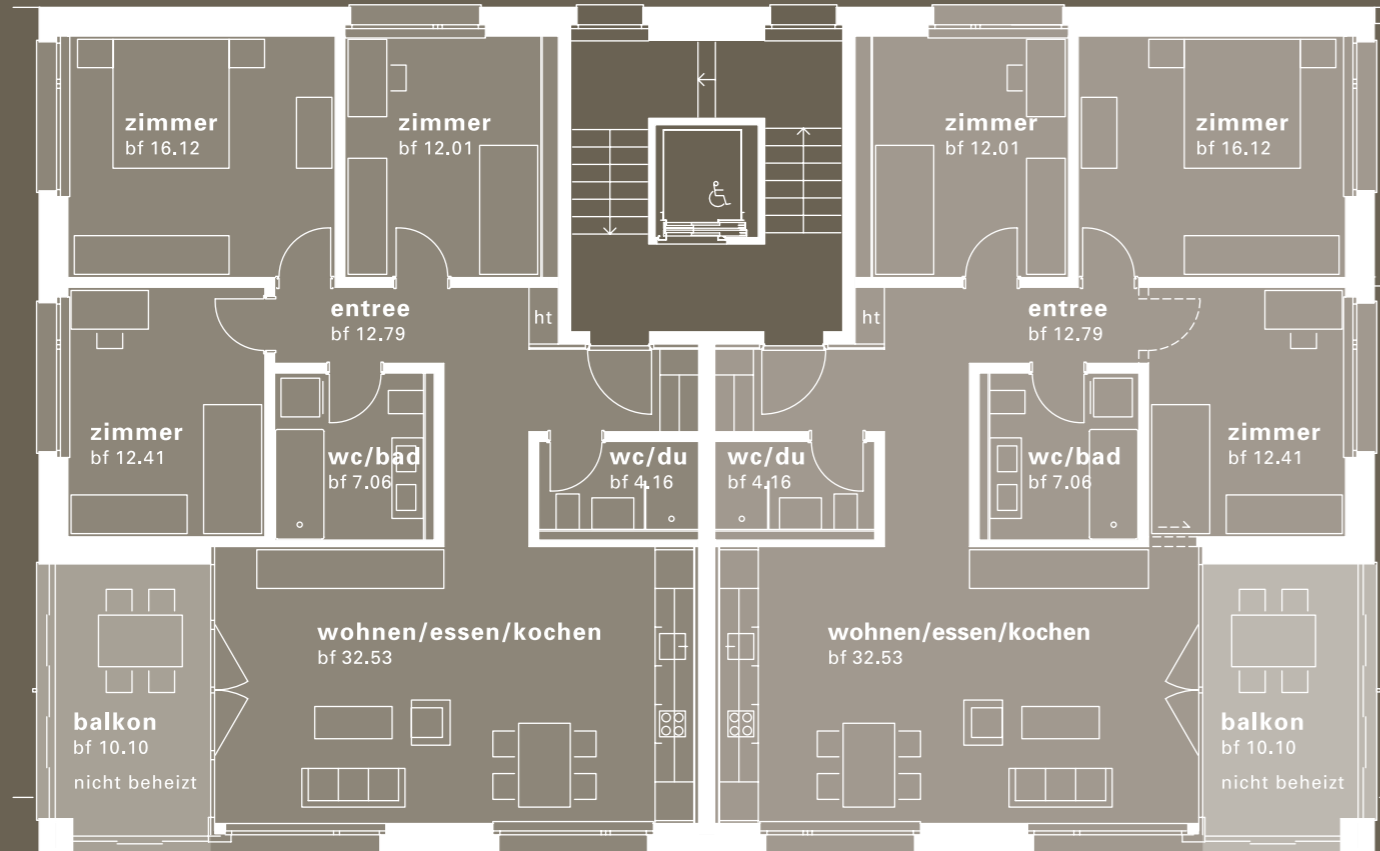 zimmer
bf 16.12
zimmer
bf 12.01
zimmer
bf 12.01
zimmer
bf 16.12
entree
bf 12.79
ht
ht
entree
bf 12.79
zimmer
bf 12.41
wc/bad
bf 7.06
wc/du
bf 4.16
wc/du
bf 4.16
wc/bad
bf 7.06
zimmer
bf 12.41
wohnen/essen/kochen
bf 32.53
wohnen/essen/kochen
bf 32.53
balkon
bf 10.10
nicht beheizt
balkon
bf 10.10
nicht beheizt